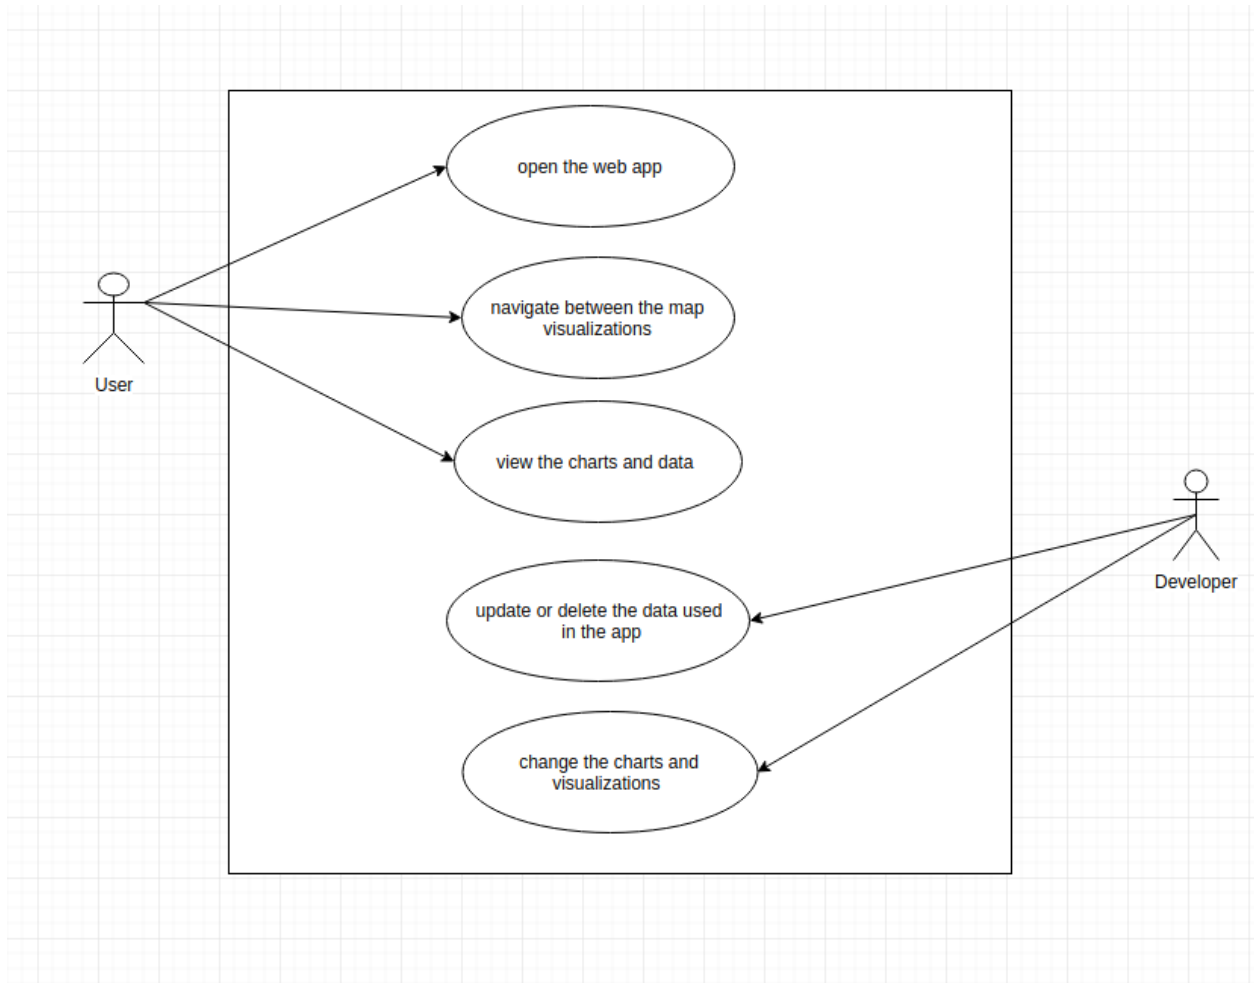 open the web app
navigate between the map
visualizations
User
view the charts and data
Developer
update or delete the data used
in the app
change the charts and
visualizations